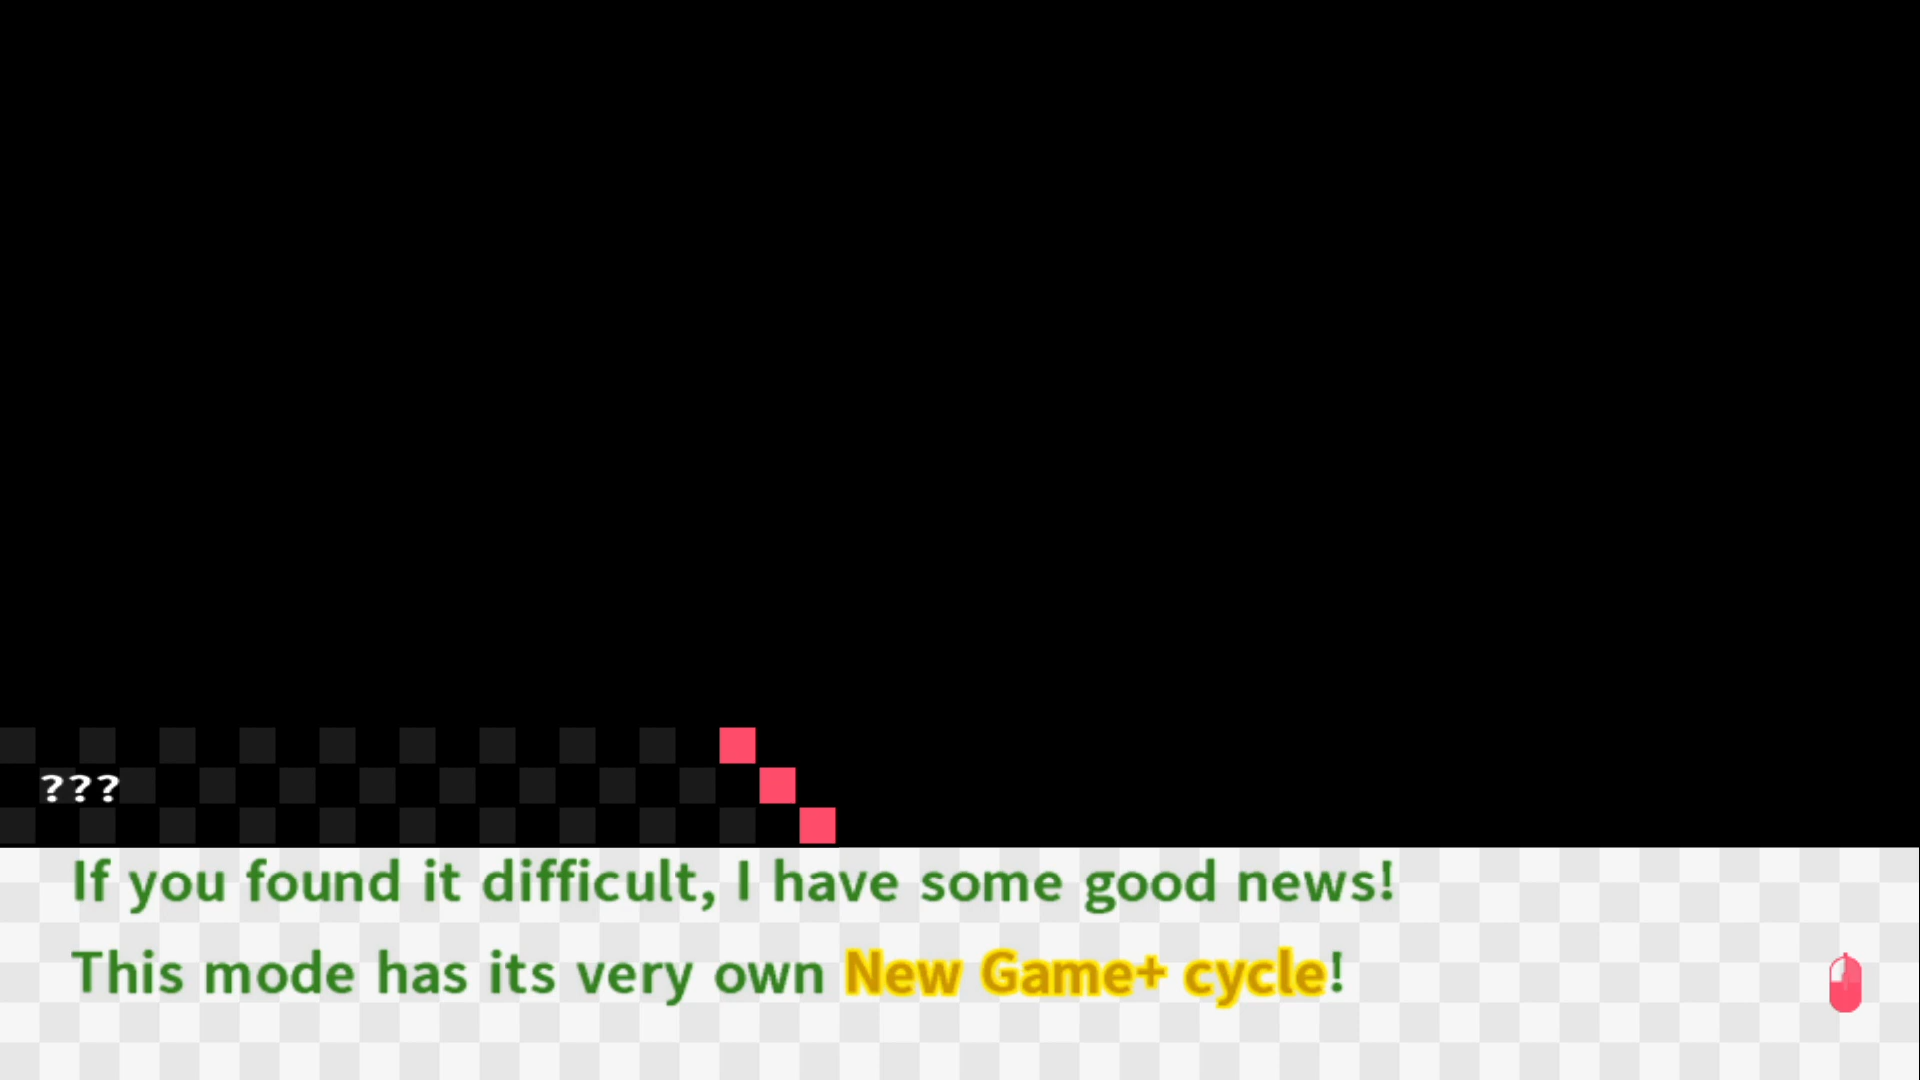 ???
If you found it difficult, I have some good news!
This mode has its very own New Game+ cycle!